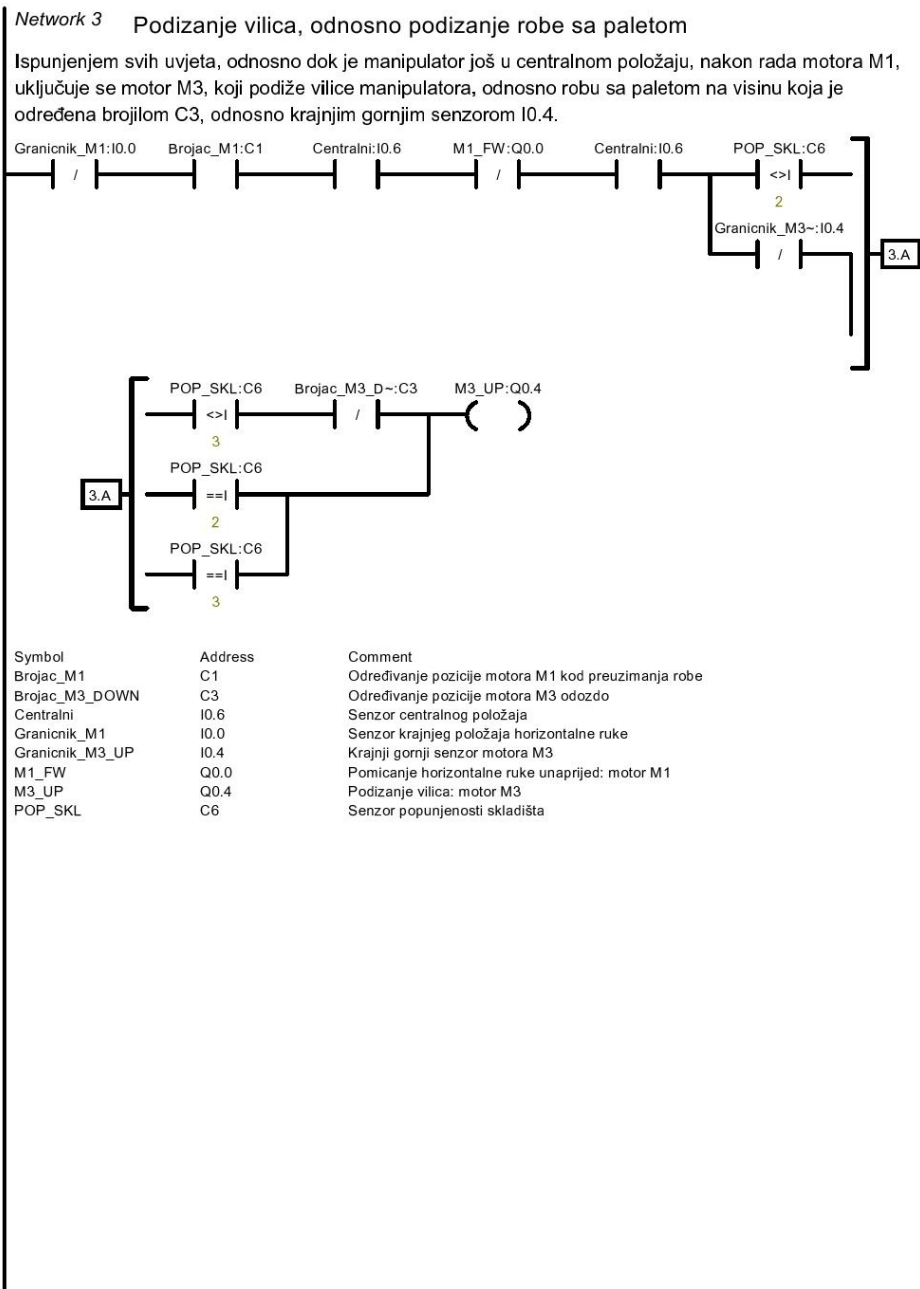 Network 3 Podizanje vilica, odnosno podizanje robe sa paletom
Ispunjenjem svih uvjeta, odnosno dok je manipulator još u centralnom položaju, nakon rada motora M1,
uključuje se motor M3, koji podiže vilice manipulatora, odnosno robu sa paletom na visinu koja je
određena brojilom C3, odnosno krajnjim gornjim senzorom I0.4.
Granicnik_M1:I0.0 Brojac_M1:C1 Centralni:I0.6 M1_FW:Q0.0 Centralni:I0.6 POP_SKL:C6
/ / <>I
2
Granicnik_M3~:I0.4
/ 3.A
POP_SKL:C6 Brojac_M3_D~:C3 M3_UP:Q0.4
<>I /
3
POP_SKL:C6
3.A ==I
2
POP_SKL:C6
==I
3
Symbol Address Comment
Brojac_M1 C1 Određivanje pozicije motora M1 kod preuzimanja robe
Brojac_M3_DOWN C3 Određivanje pozicije motora M3 odozdo
Centralni I0.6 Senzor centralnog položaja
Granicnik_M1 I0.0 Senzor krajnjeg položaja horizontalne ruke
Granicnik_M3_UP I0.4 Krajnji gornji senzor motora M3
M1_FW Q0.0 Pomicanje horizontalne ruke unaprijed: motor M1
M3_UP Q0.4 Podizanje vilica: motor M3
POP_SKL C6 Senzor popunjenosti skladišta